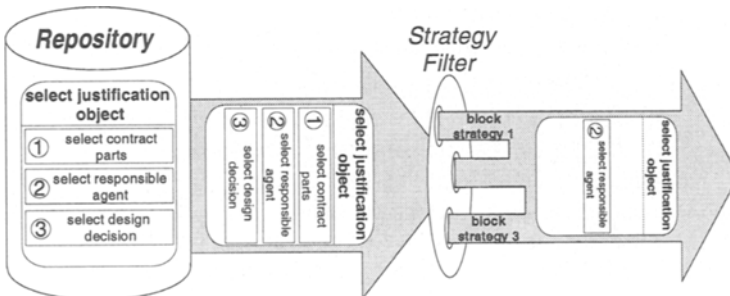 Repository
select justification
object
① select contract
parts
② select responsible
agent
③ select design
decision
select justification
object
① select contract
parts
② select responsible
agent
③ select design
decision
Strategy
Filter
block
strategy 1
block
strategy 3
select justification
object
② select responsible
agent